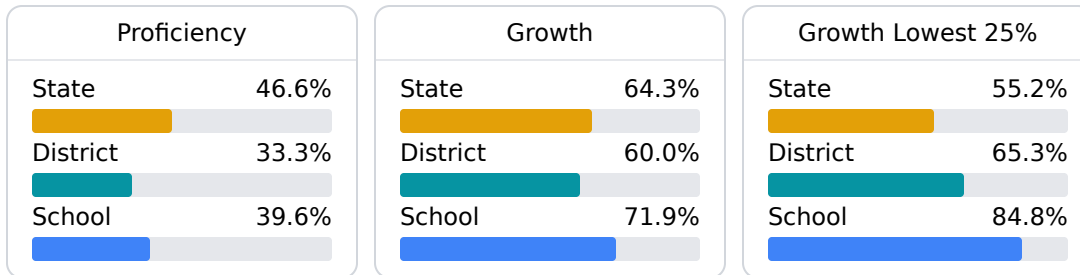 Proficiency
State 46.6%
District 33.3%
School 39.6%
Growth
State 64.3%
District 60.0%
School 71.9%
Growth Lowest 25%
State 55.2%
District 65.3%
School 84.8%